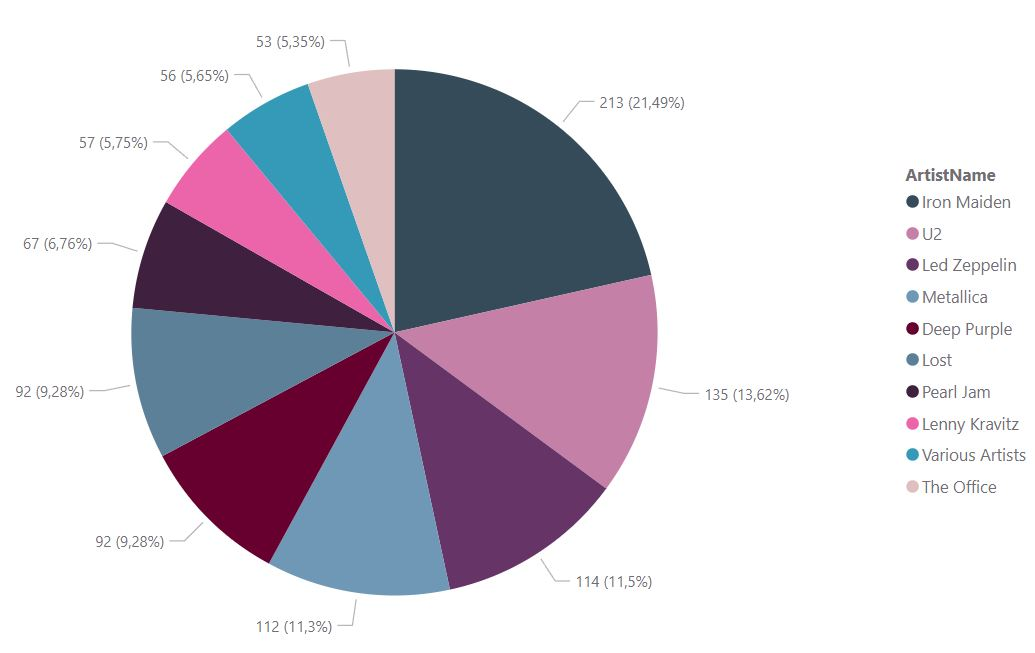 53 (5,35%)
56 (5,65%)
213 (21,49%)
57 (5,75%)
67 (6,76%)
92 (9,28%)
135 (13,62%)
92 (9,28%)
114 (11,5%)
112 (11,3%)
ArtistName
Iron Maiden
U2
Led Zeppelin
Metallica
Deep Purple
Lost
Pearl Jam
Lenny Kravitz
Various Artists
The Office